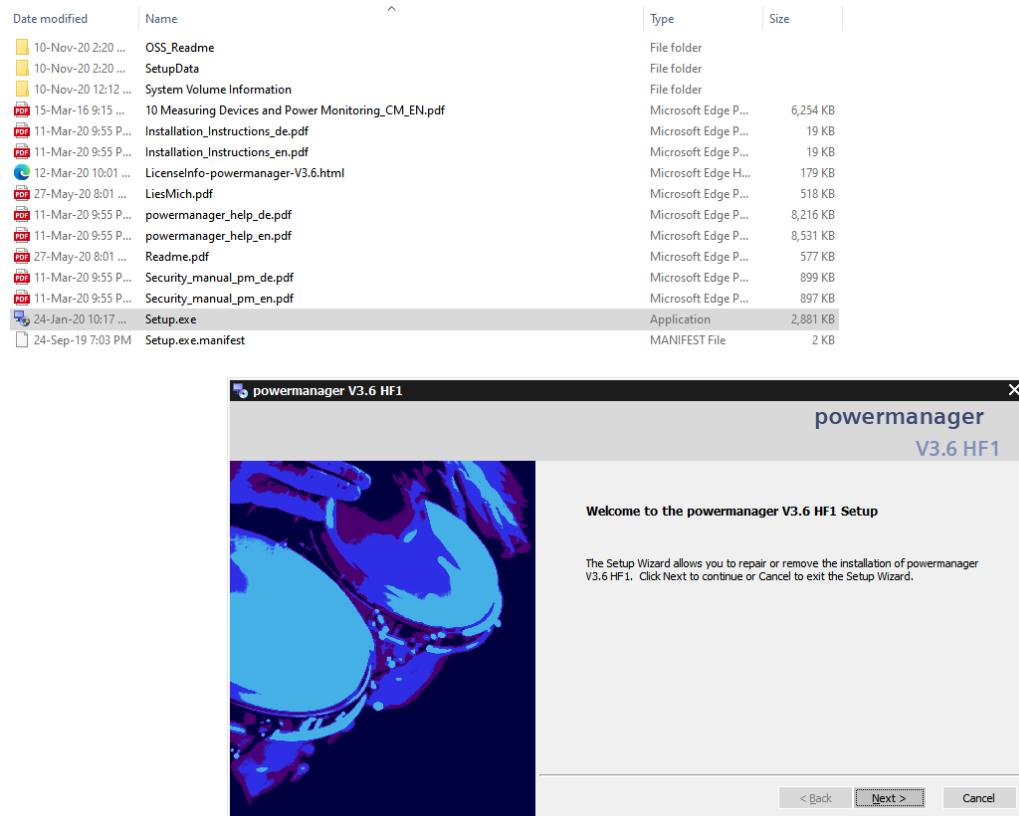 Date modified Name Type Size
10-Nov-20 2:20 ... OSS_Readme File folder
10-Nov-20 2:20 ... SetupData File folder
10-Nov-20 12:12 ... System Volume Information File folder
PDF 15-Mar-16 9:15 ... 10 Measuring Devices and Power Monitoring_CM_EN.pdf Microsoft Edge P... 6,254 KB
PDF 11-Mar-20 9:55 P... Installation_Instructions_de.pdf Microsoft Edge P... 19 KB
PDF 11-Mar-20 9:55 P... Installation_Instructions_en.pdf Microsoft Edge P... 19 KB
12-Mar-20 10:01 ... LicenseInfo-powermanager-V3.6.html Microsoft Edge H... 179 KB
PDF 27-May-20 8:01 ... LiesMich.pdf Microsoft Edge P... 518 KB
PDF 11-Mar-20 9:55 P... powermanager_help_de.pdf Microsoft Edge P... 8,216 KB
PDF 11-Mar-20 9:55 P... powermanager_help_en.pdf Microsoft Edge P... 8,531 KB
PDF 27-May-20 8:01 ... Readme.pdf Microsoft Edge P... 577 KB
PDF 11-Mar-20 9:55 P... Security_manual_pm_de.pdf Microsoft Edge P... 899 KB
PDF 11-Mar-20 9:55 P... Security_manual_pm_en.pdf Microsoft Edge P... 897 KB
24-Jan-20 10:17 ... Setup.exe Application 2,881 KB
24-Sep-19 7:03 PM Setup.exe.manifest MANIFEST File 2 KB
powermanager V3.6 HF1
powermanager
V3.6 HF1
Welcome to the powermanager V3.6 HF1 Setup
The Setup Wizard allows you to repair or remove the installation of powermanager
V3.6 HF1. Click Next to continue or Cancel to exit the Setup Wizard.
< Back Next > Cancel